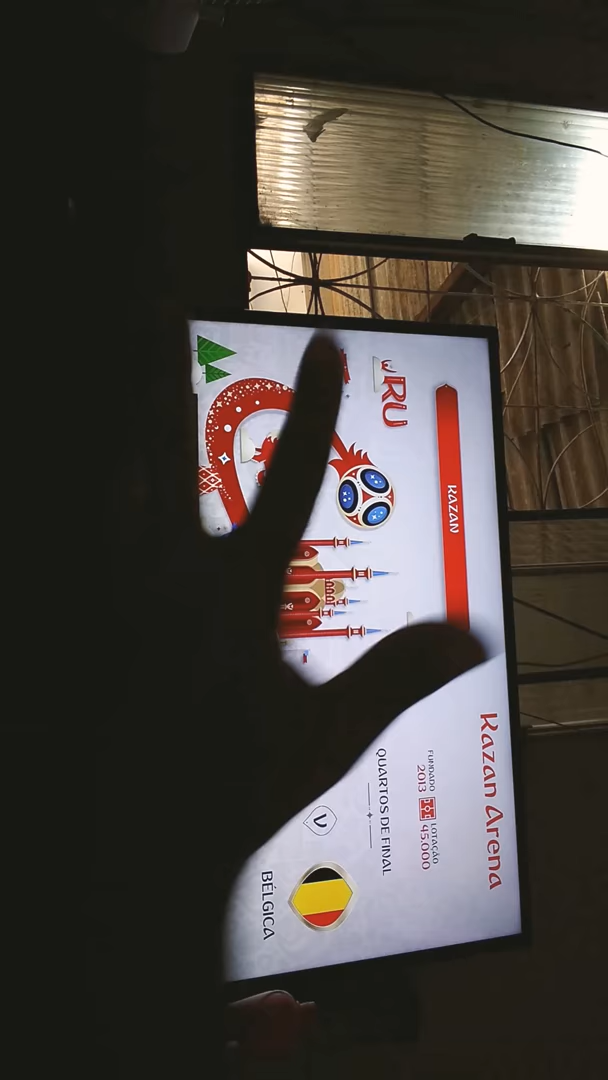 RU
KAZAN
Kazan Arena
FUNDADO
2013
LOTAÇÃO
45.000
QUARTOS DE FINAL
V
BÉLGICA